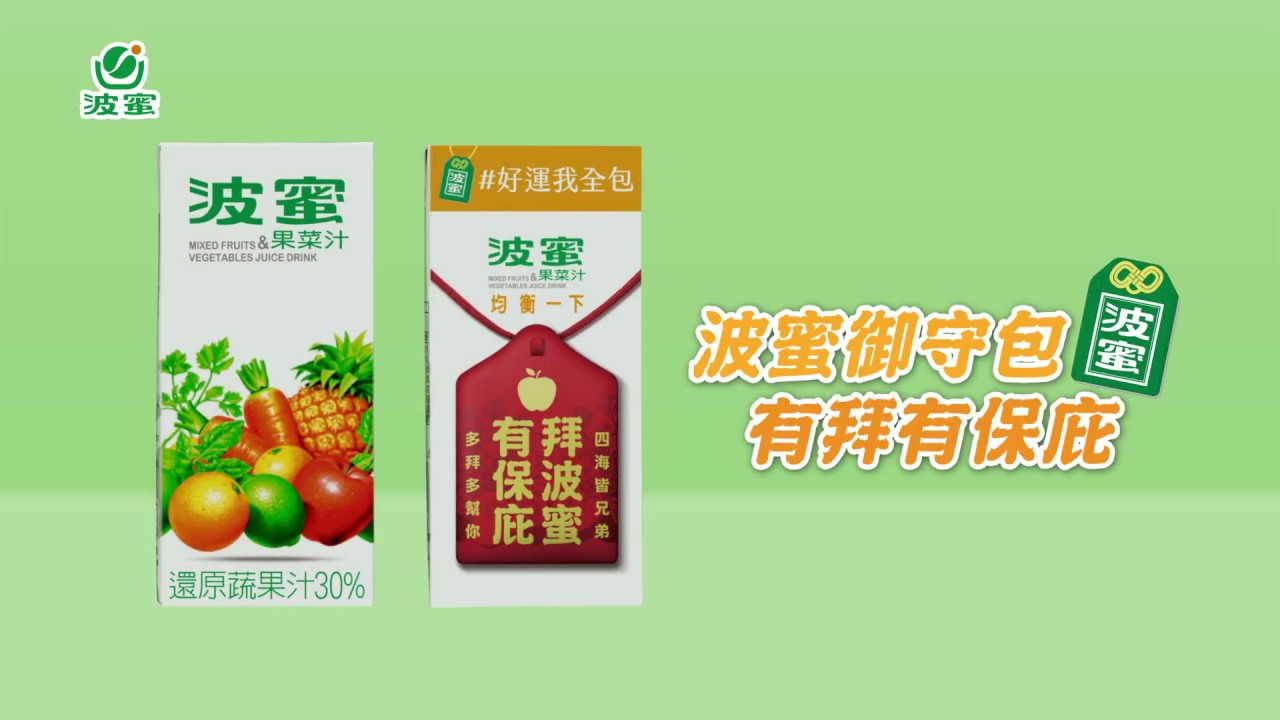 波蜜
波蜜
MIXED FRUITS & 果菜汁
VEGETABLES JUICE DRINK
還原蔬果汁30%
波蜜
#好運我全包
波蜜
MIXED FRUITS & 果菜汁
VEGETABLES JUICE DRINK
均衡一下
四海皆兄弟
拜波蜜
有保庇
多拜多幫你
波蜜御守包
有拜有保庇
波蜜